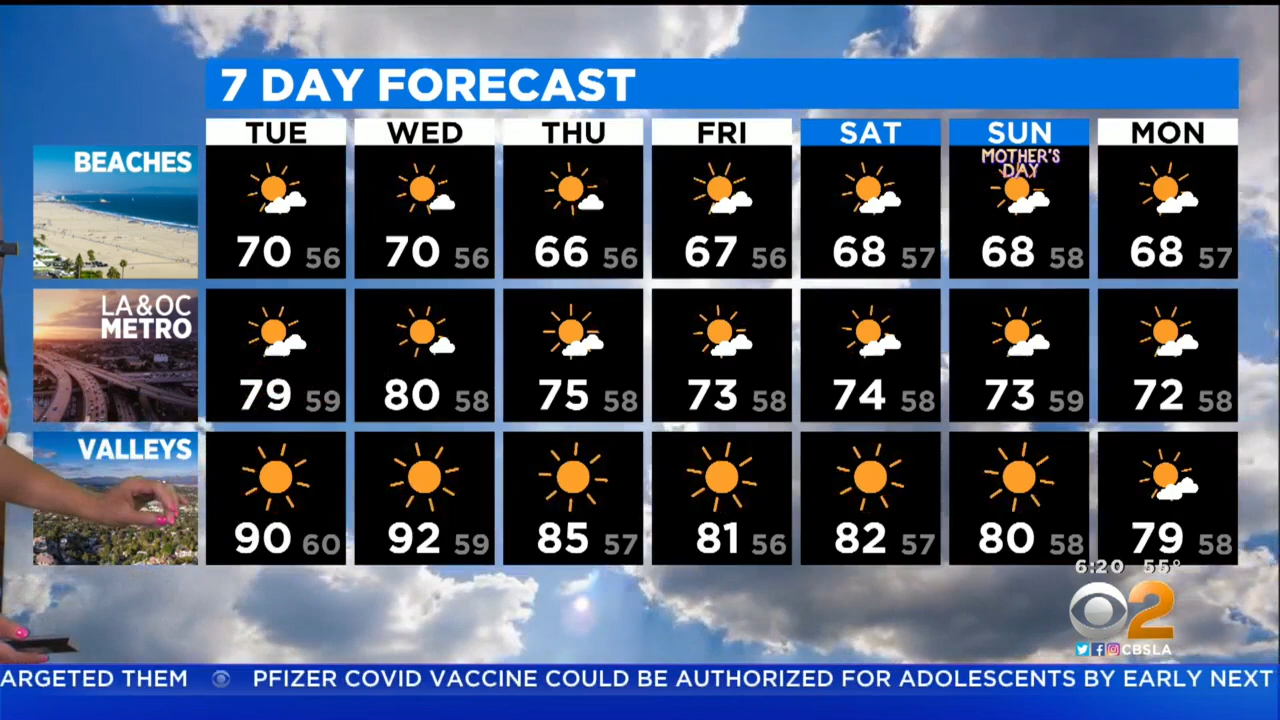 7 DAY FORECAST
TUE WED THU FRI SAT SUN MON
BEACHES
MOTHER'S
DAY
70 56 70 56 66 56 67 56 68 57 68 58 68 57
LA & OC
METRO
79 59 80 58 75 58 73 58 74 58 73 59 72 58
VALLEYS
90 60 92 59 85 57 81 56 82 57 80 58 79 58
6:20 55°
2
CBSLA
ARGETED THEM PFIZER COVID VACCINE COULD BE AUTHORIZED FOR ADOLESCENTS BY EARLY NEXT